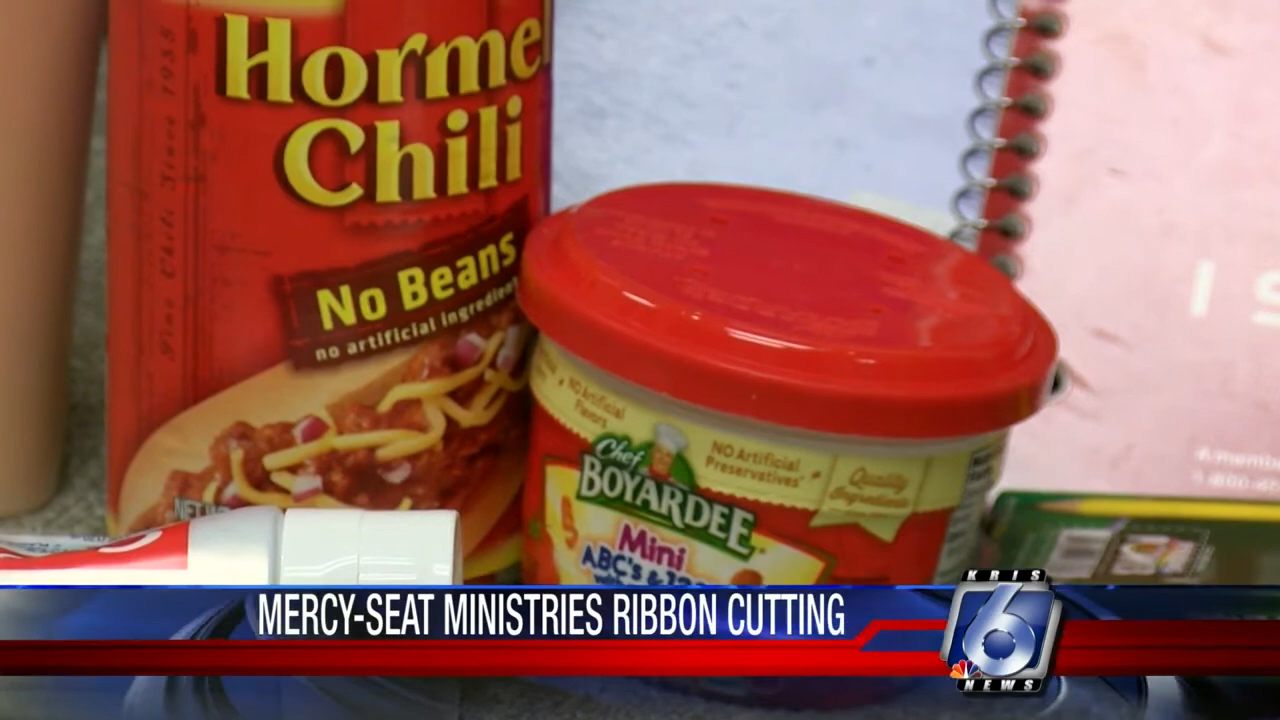 Hormel
Chili
No Beans
no artificial ingredients
NO Artificial
Flavors
NO Artificial
Preservatives
Quality
Ingredients
Chef
BOYARDEE
Mini
ABC's & 123
I S
MERCY-SEAT MINISTRIES RIBBON CUTTING
KRIS
6
NEWS